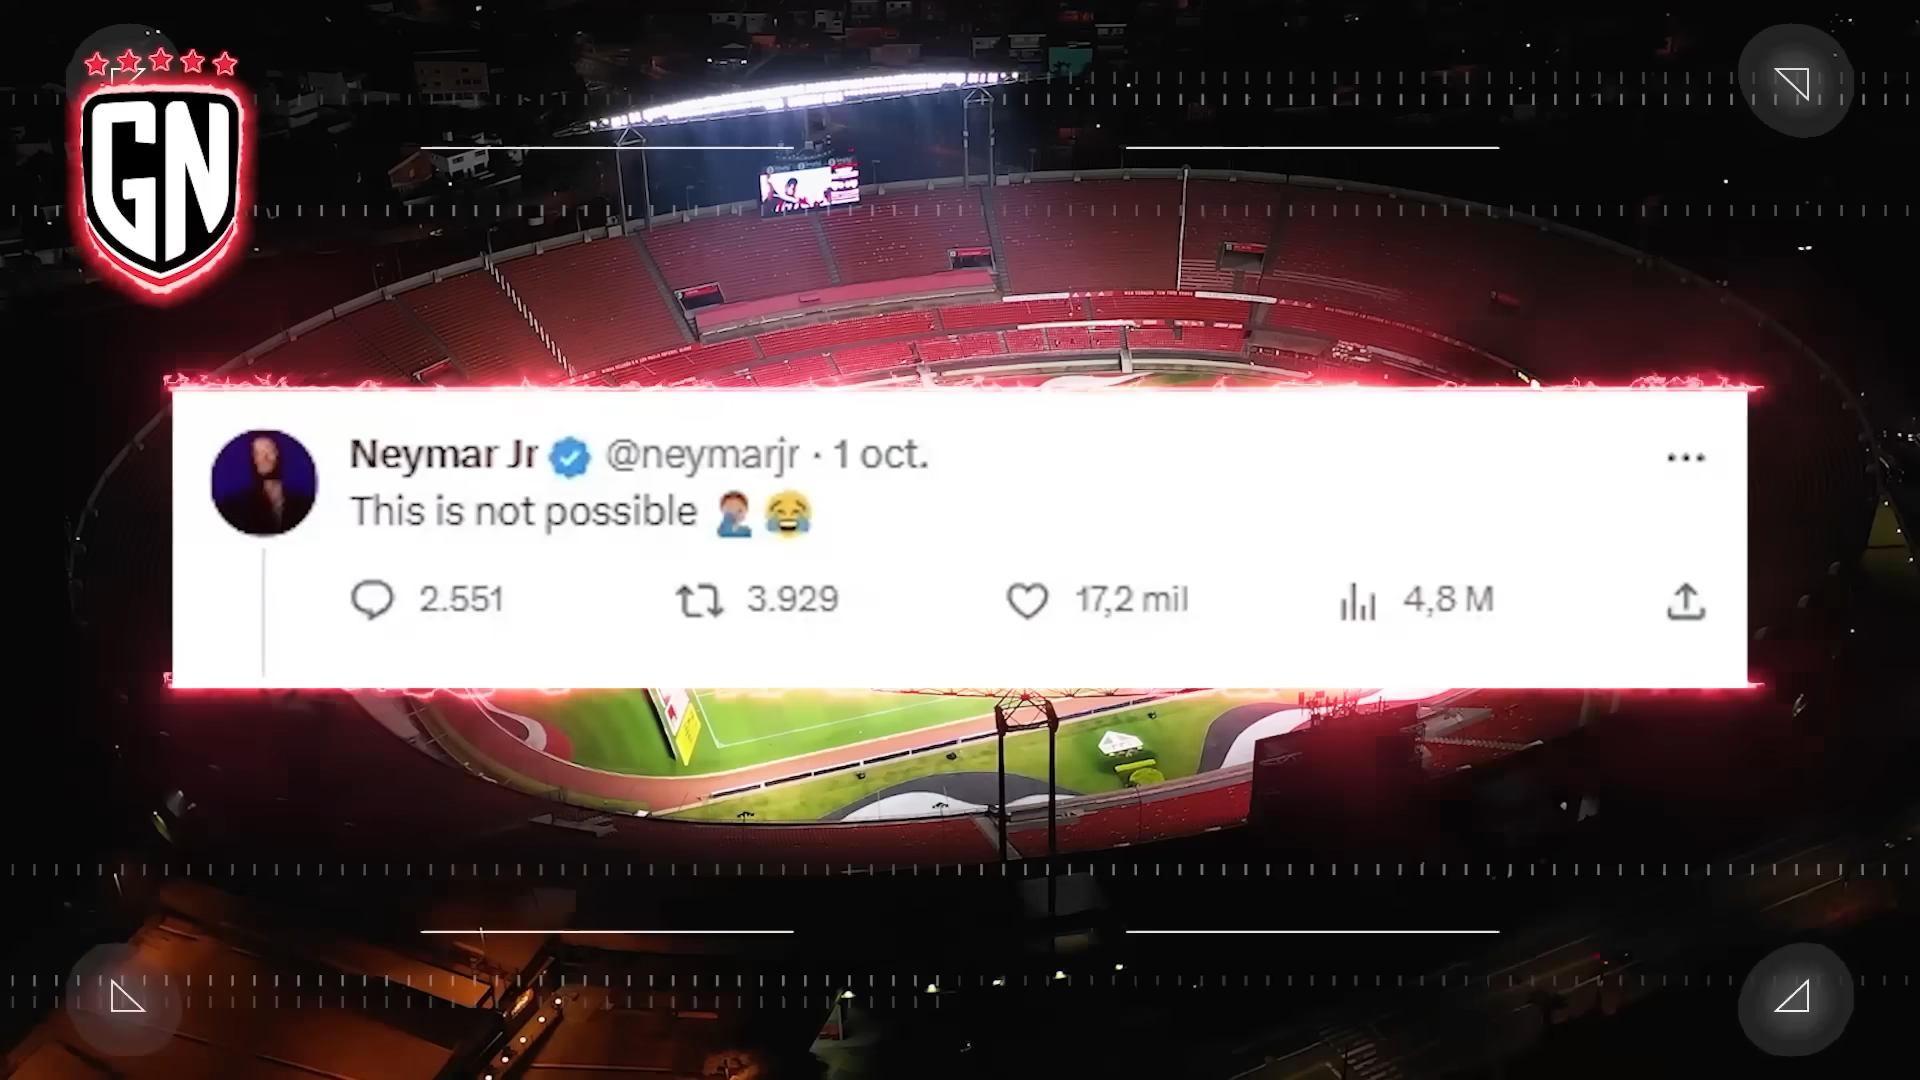 GN
Neymar Jr @neymarjr · 1 oct.
This is not possible 🤦🏽‍♂️😂
2.551 3.929 17,2 mil 4,8 M